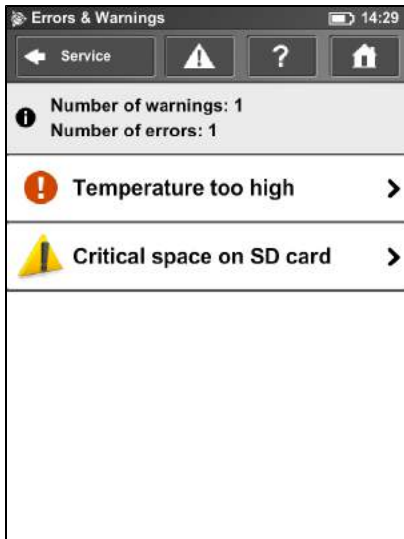 Errors & Warnings 14:29
Service ?
Number of warnings: 1
Number of errors: 1
Temperature too high
Critical space on SD card